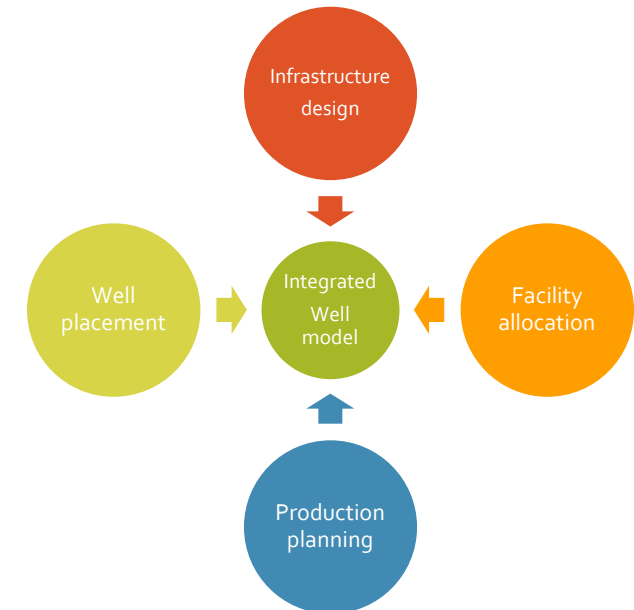 Infrastructure
design
Well
placement
Integrated
Well
model
Facility
allocation
Production
planning